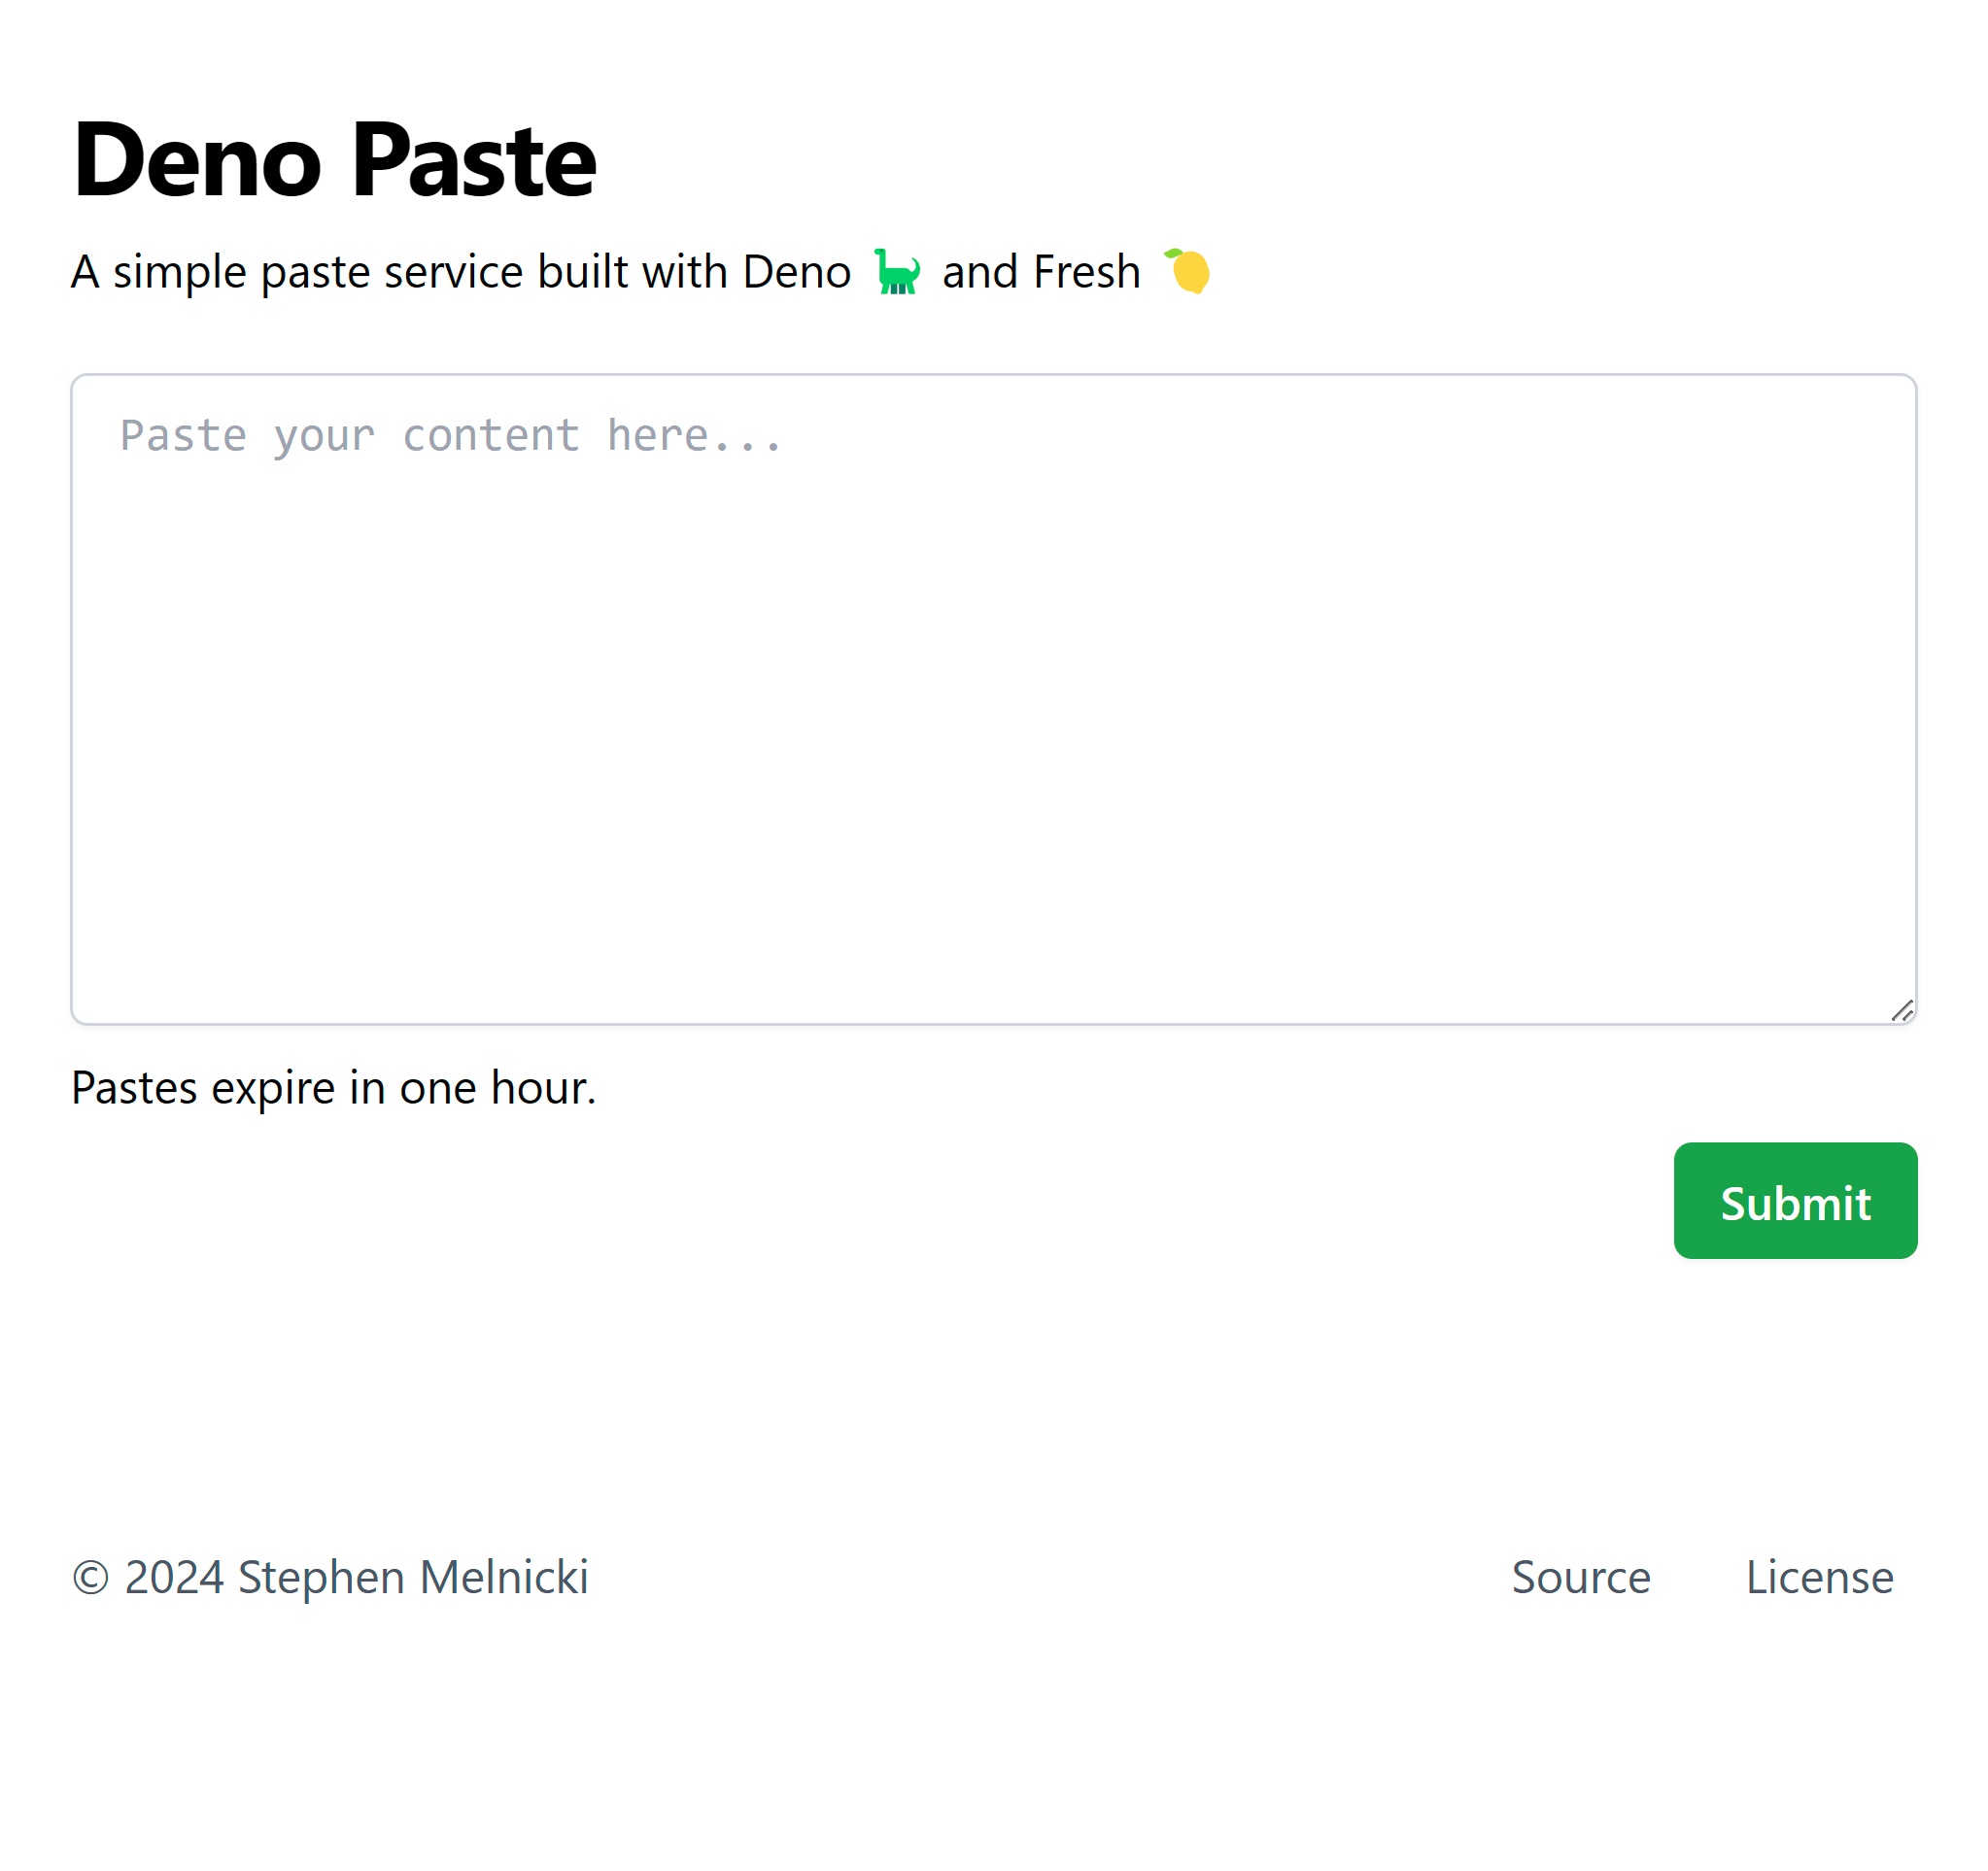 Deno Paste
A simple paste service built with Deno 🦕 and Fresh 🍋
Paste your content here...
Pastes expire in one hour.
Submit
© 2024 Stephen Melnicki
Source License